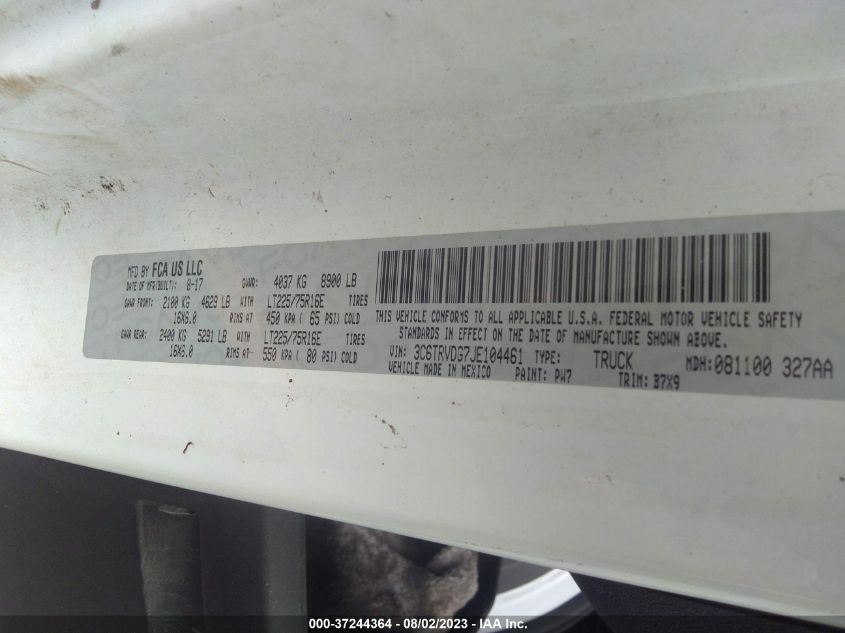 MFD BY FCA US LLC
DATE OF MFR(BUILT): 8-17 GVWR: 4037 KG 8900 LB
GAWR FRONT: 2100 KG 4629 LB WITH LT225/75R16E TIRES
16X6.0 RIMS AT 450 KPA ( 65 PSI) COLD
GAWR REAR: 2400 KG 5291 LB WITH LT225/75R16E TIRES
16X6.0 RIMS AT- 550 KPA ( 80 PSI) COLD
THIS VEHICLE CONFORMS TO ALL APPLICABLE U.S.A. FEDERAL MOTOR VEHICLE SAFETY
STANDARDS IN EFFECT ON THE DATE OF MANUFACTURE SHOWN ABOVE.
VIN: 3C6TRVDG7JE104461 TYPE: TRUCK MDH:081100 327AA
VEHICLE MADE IN MEXICO PAINT: PW7 TRIM: B7X9
000-37244364 - 08/02/2023 - IAA Inc.